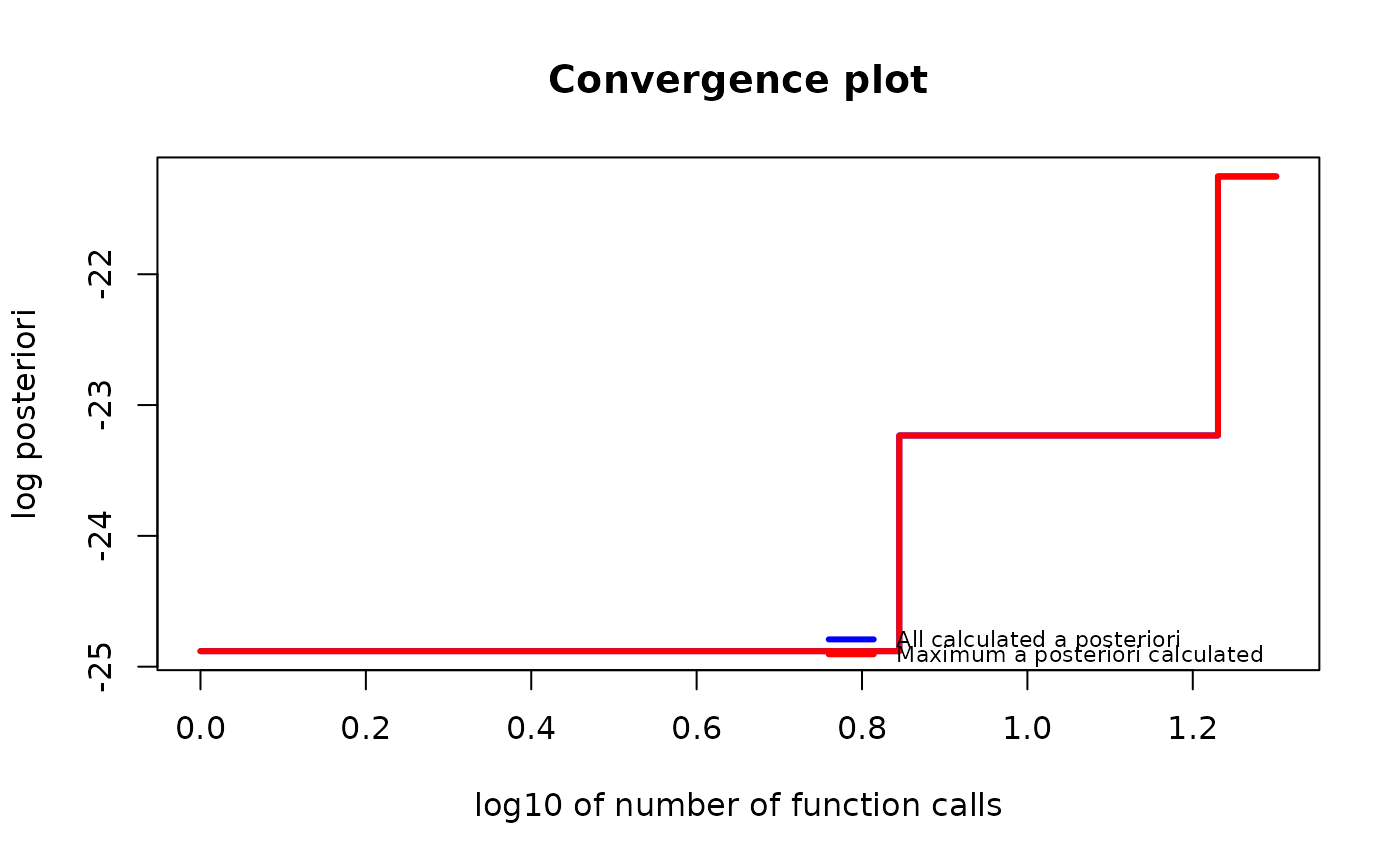 Convergence plot
log posteriori
-22
-23
-24
-25
All calculated a posteriori
Maximum a posteriori calculated
0.0 0.2 0.4 0.6 0.8 1.0 1.2
log10 of number of function calls